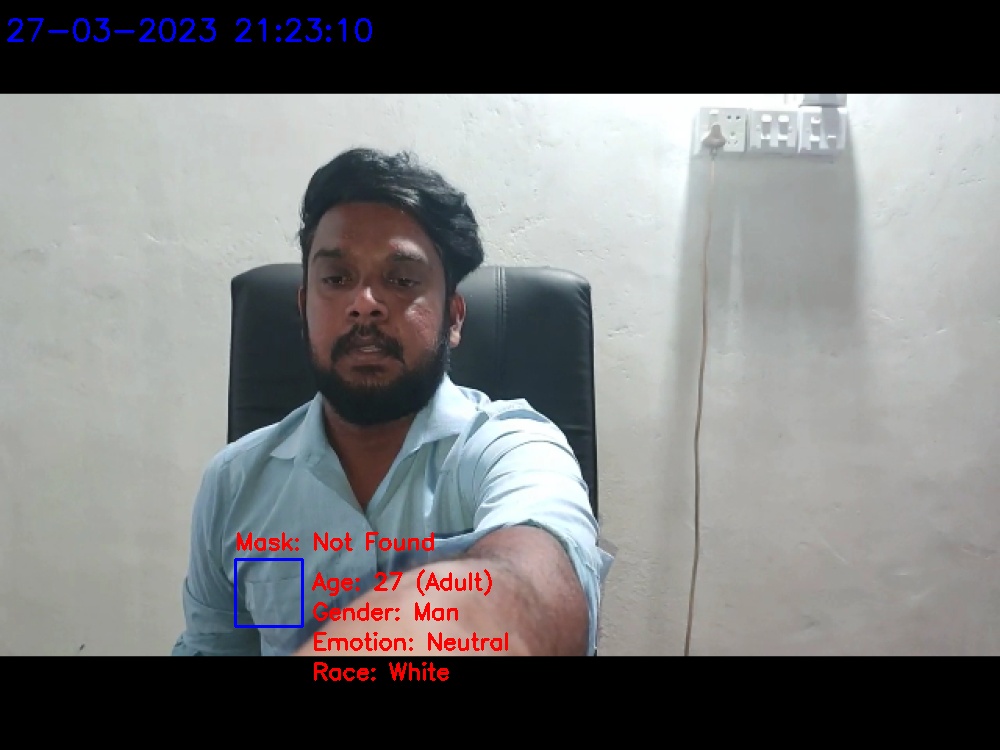 27-03-2023 21:23:10
Mask: Not Found
Age: 27 (Adult)
Gender: Man
Emotion: Neutral
Race: White